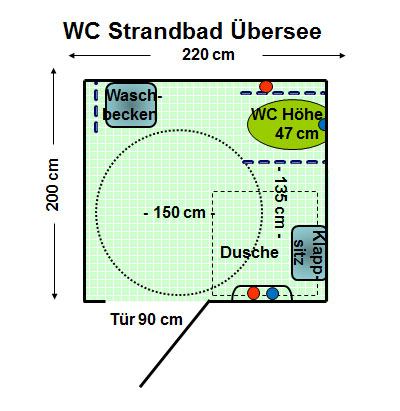 WC Strandbad Übersee
220 cm
Wasch-
becken
WC Höhe
47 cm
200 cm
- 150 cm -
- 135 cm -
Dusche
Klapp-
sitz
Tür 90 cm